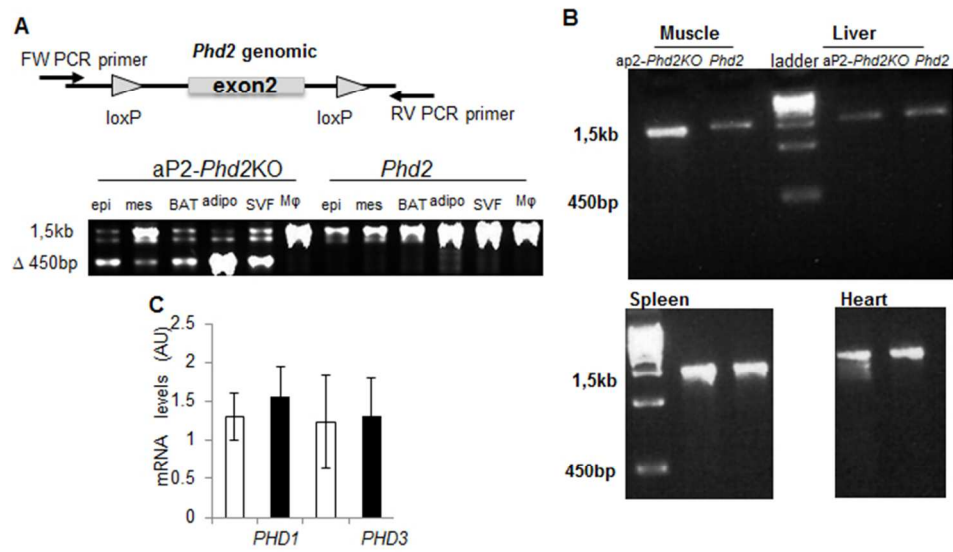 A
Phd2 genomic
FW PCR primer
exon2
loxP
loxP
RV PCR primer
aP2-Phd2KO
Phd2
epi mes BAT adipo SVF Mφ epi mes BAT adipo SVF Mφ
1,5kb
Δ 450bp
B
Muscle
Liver
ap2-Phd2KO Phd2 ladder aP2-Phd2KO Phd2
1,5kb
450bp
Spleen
Heart
1,5kb
450bp
C
mRNA levels (AU)
2.5
2
1.5
1
0.5
0
PHD1 PHD3